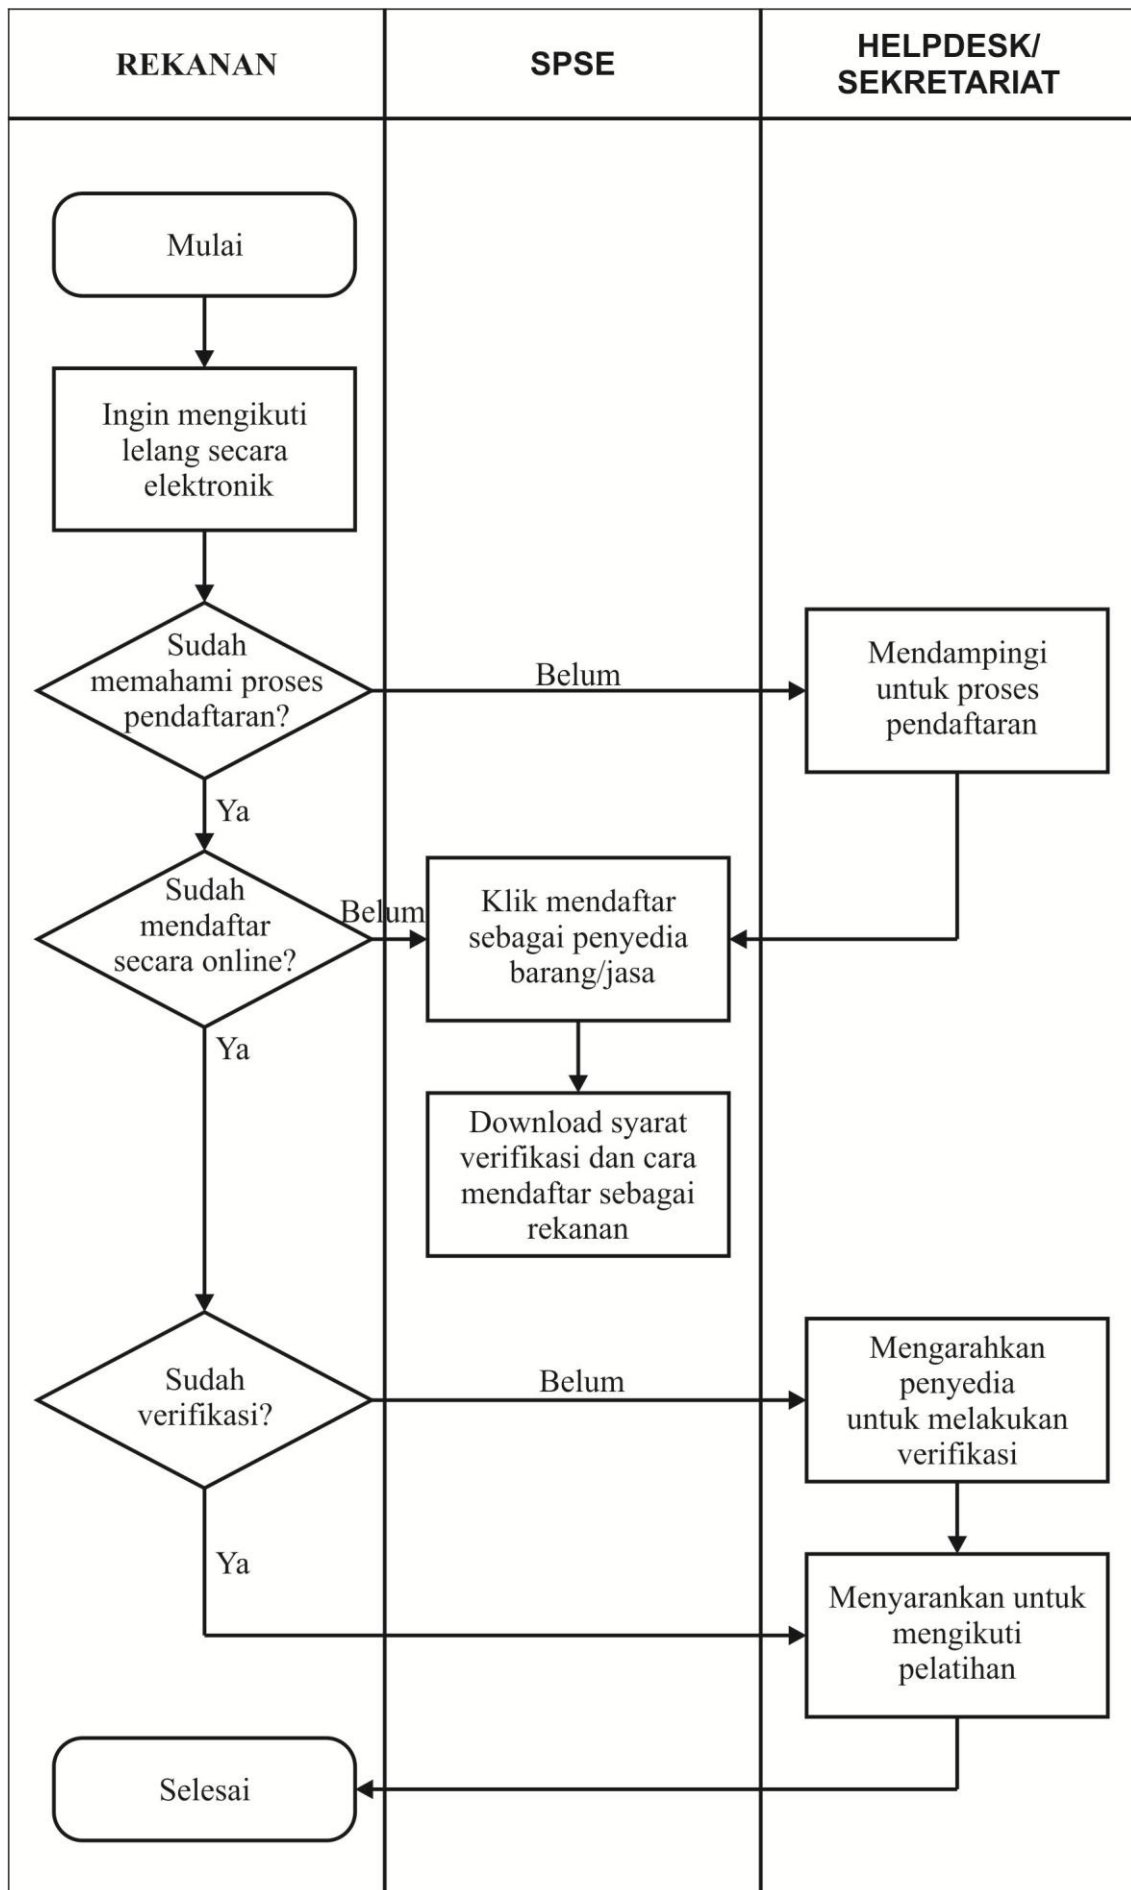 REKANAN
SPSE
HELPDESK/
SEKRETARIAT
Mulai
Ingin mengikuti
lelang secara
elektronik
Sudah
memahami proses
pendaftaran?
Belum
Mendampingi
untuk proses
pendaftaran
Ya
Sudah
mendaftar
secara online?
Belum
Klik mendaftar
sebagai penyedia
barang/jasa
Ya
Download syarat
verifikasi dan cara
mendaftar sebagai
rekanan
Sudah
verifikasi?
Belum
Mengarahkan
penyedia
untuk melakukan
verifikasi
Ya
Menyarankan untuk
mengikuti
pelatihan
Selesai